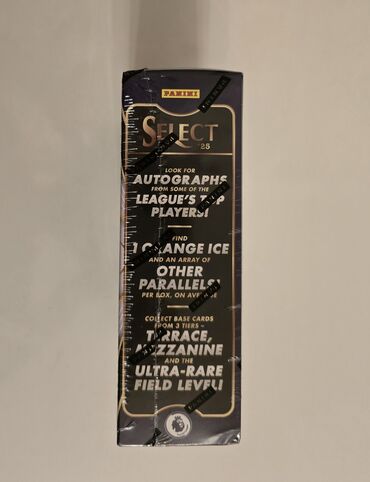 PANINI
SELECT
'25
LOOK FOR
AUTOGRAPHS
FROM SOME OF THE
LEAGUE'S TOP
PLAYERS!
FIND
1 ORANGE ICE
AND AN ARRAY OF
OTHER
PARALLELS!
PER BOX, ON AVERAGE
COLLECT BASE CARDS
FROM 3 TIERS –
TERRACE,
MEZZANINE
AND THE
ULTRA-RARE
FIELD LEVEL!